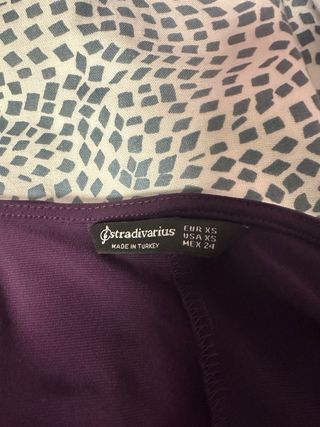 stradivarius
MADE IN TURKEY
EUR XS
USA XS
MEX 24